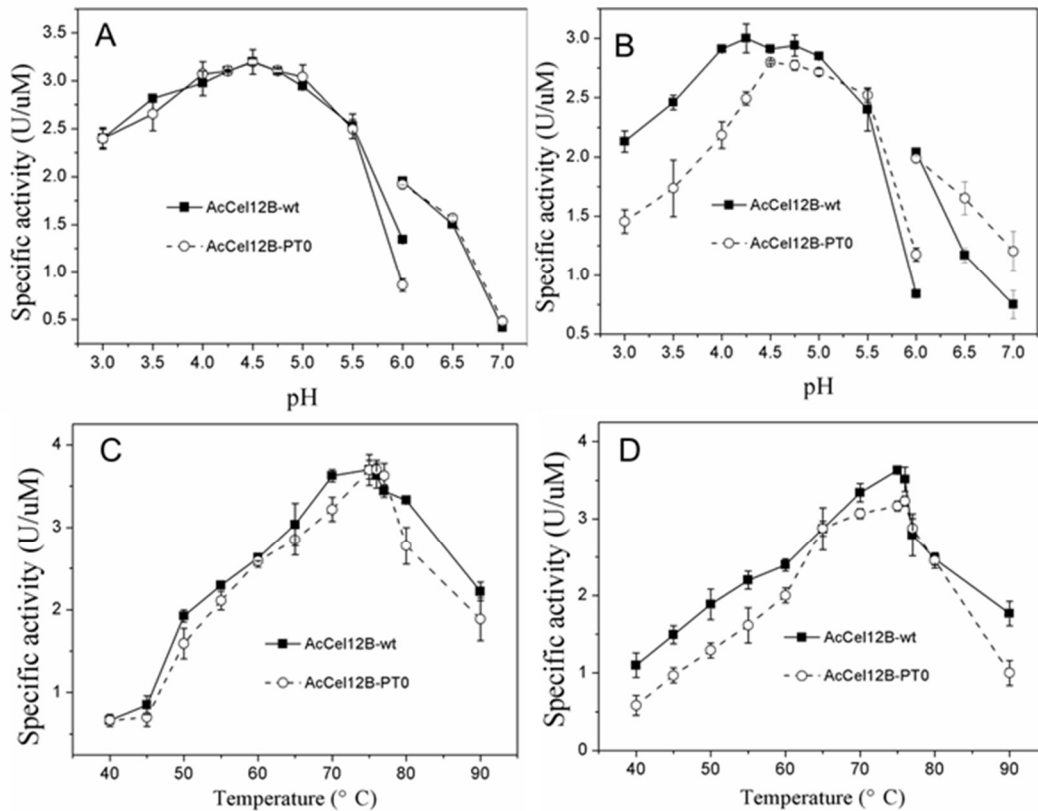 A
Specific activity (U/uM)
3.5
3.0
2.5
2.0
1.5
1.0
0.5
AcCel12B-wt
AcCel12B-PT0
3.0 3.5 4.0 4.5 5.0 5.5 6.0 6.5 7.0
pH
B
Specific activity (U/uM)
3.0
2.5
2.0
1.5
1.0
0.5
AcCel12B-wt
AcCel12B-PT0
3.0 3.5 4.0 4.5 5.0 5.5 6.0 6.5 7.0
pH
C
Specific activity (U/uM)
4
3
2
1
AcCel12B-wt
AcCel12B-PT0
40 50 60 70 80 90
Temperature (° C)
D
Specific activity (U/uM)
4
3
2
1
0
AcCel12B-wt
AcCel12B-PT0
40 50 60 70 80 90
Temperature (° C)